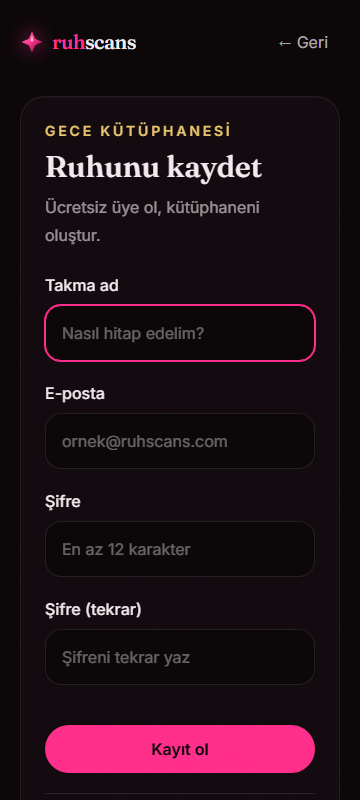 ruhscans
← Geri
GECE KÜTÜPHANESİ
Ruhunu kaydet
Ücretsiz üye ol, kütüphaneni
oluştur.
Takma ad
Nasıl hitap edelim?
E-posta
ornek@ruhscans.com
Şifre
En az 12 karakter
Şifre (tekrar)
Şifreni tekrar yaz
Kayıt ol